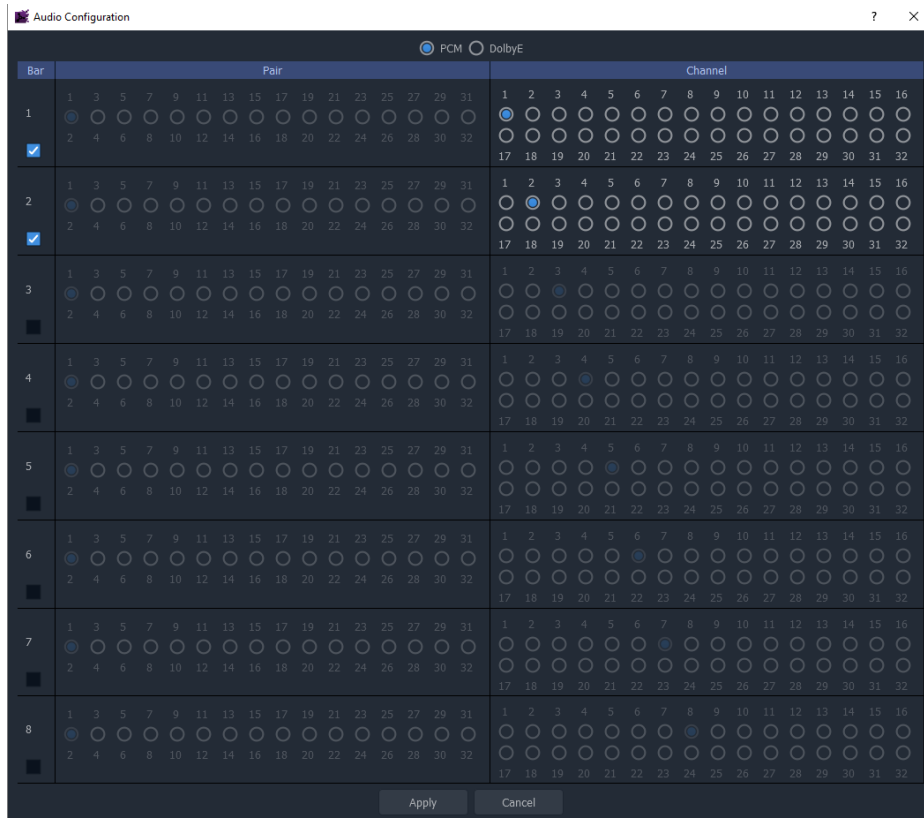 Audio Configuration ? ×
PCM DolbyE
Bar Pair Channel
1 3 5 7 9 11 13 15 17 19 21 23 25 27 29 31 1 2 3 4 5 6 7 8 9 10 11 12 13 14 15 16
1
2 4 6 8 10 12 14 16 18 20 22 24 26 28 30 32 17 18 19 20 21 22 23 24 25 26 27 28 29 30 31 32
1 3 5 7 9 11 13 15 17 19 21 23 25 27 29 31 1 2 3 4 5 6 7 8 9 10 11 12 13 14 15 16
2
2 4 6 8 10 12 14 16 18 20 22 24 26 28 30 32 17 18 19 20 21 22 23 24 25 26 27 28 29 30 31 32
1 3 5 7 9 11 13 15 17 19 21 23 25 27 29 31 1 2 3 4 5 6 7 8 9 10 11 12 13 14 15 16
3
2 4 6 8 10 12 14 16 18 20 22 24 26 28 30 32 17 18 19 20 21 22 23 24 25 26 27 28 29 30 31 32
1 3 5 7 9 11 13 15 17 19 21 23 25 27 29 31 1 2 3 4 5 6 7 8 9 10 11 12 13 14 15 16
4
2 4 6 8 10 12 14 16 18 20 22 24 26 28 30 32 17 18 19 20 21 22 23 24 25 26 27 28 29 30 31 32
1 3 5 7 9 11 13 15 17 19 21 23 25 27 29 31 1 2 3 4 5 6 7 8 9 10 11 12 13 14 15 16
5
2 4 6 8 10 12 14 16 18 20 22 24 26 28 30 32 17 18 19 20 21 22 23 24 25 26 27 28 29 30 31 32
1 3 5 7 9 11 13 15 17 19 21 23 25 27 29 31 1 2 3 4 5 6 7 8 9 10 11 12 13 14 15 16
6
2 4 6 8 10 12 14 16 18 20 22 24 26 28 30 32 17 18 19 20 21 22 23 24 25 26 27 28 29 30 31 32
1 3 5 7 9 11 13 15 17 19 21 23 25 27 29 31 1 2 3 4 5 6 7 8 9 10 11 12 13 14 15 16
7
2 4 6 8 10 12 14 16 18 20 22 24 26 28 30 32 17 18 19 20 21 22 23 24 25 26 27 28 29 30 31 32
1 3 5 7 9 11 13 15 17 19 21 23 25 27 29 31 1 2 3 4 5 6 7 8 9 10 11 12 13 14 15 16
8
2 4 6 8 10 12 14 16 18 20 22 24 26 28 30 32 17 18 19 20 21 22 23 24 25 26 27 28 29 30 31 32
Apply Cancel